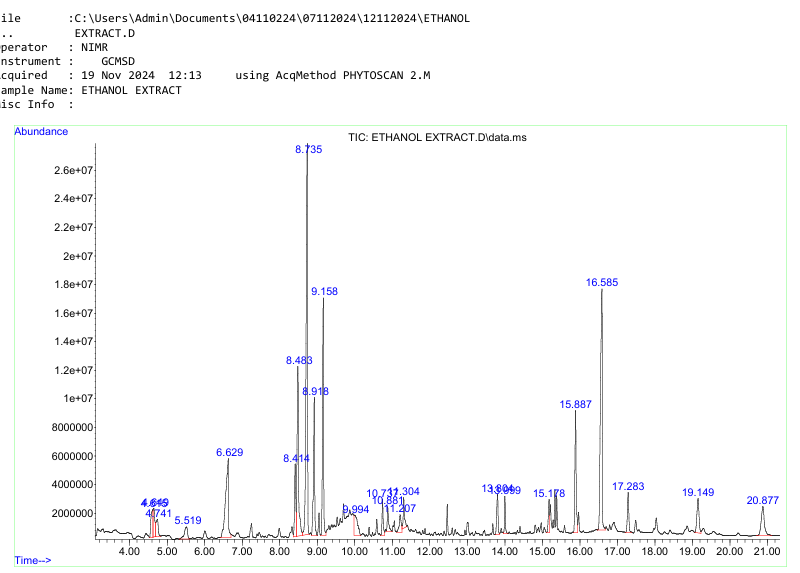 ile :C:\Users\Admin\Documents\04110224\07112024\12112024\ETHANOL
.. EXTRACT.D
perator : NIMR
nstrument : GCMSD
cquired : 19 Nov 2024 12:13 using AcqMethod PHYTOSCAN 2.M
ample Name: ETHANOL EXTRACT
isc Info :
Abundance
TIC: ETHANOL EXTRACT.D\data.ms
8.735
2.6e+07
2.4e+07
2.2e+07
2e+07
1.8e+07
16.585
9.158
1.6e+07
1.4e+07
8.483
1.2e+07
8.918
1e+07
15.887
8000000
6.629
8.414
6000000
17.283
4000000
10.737 11.304
15.178
19.149
4.741
5.519
9.994
10.881
11.207
20.877
2000000
4.00 5.00 6.00 7.00 8.00 9.00 10.00 11.00 12.00 13.00 14.00 15.00 16.00 17.00 18.00 19.00 20.00 21.00
Time-->